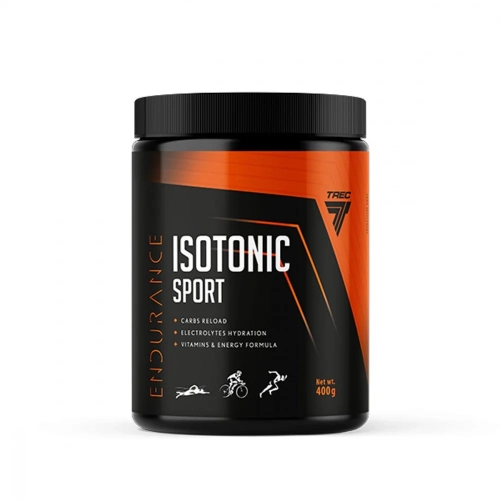 TREC
ENDURANCE
ISOTONIC
SPORT
CARBS RELOAD
ELECTROLYTES HYDRATION
VITAMINS & ENERGY FORMULA
Net wt.
400g